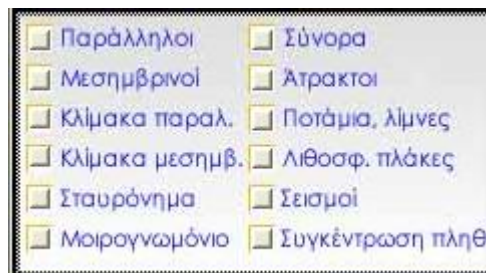 Παράλληλοι
Μεσημβρινοί
Κλίμακα παραλ.
Κλίμακα μεσημβ.
Σταυρόνημα
Μοιρογνωμόνιο
Σύνορα
Άτρακτοι
Ποτάμια, λίμνες
Λιθοσφ. πλάκες
Σεισμοί
Συγκέντρωση πληθ